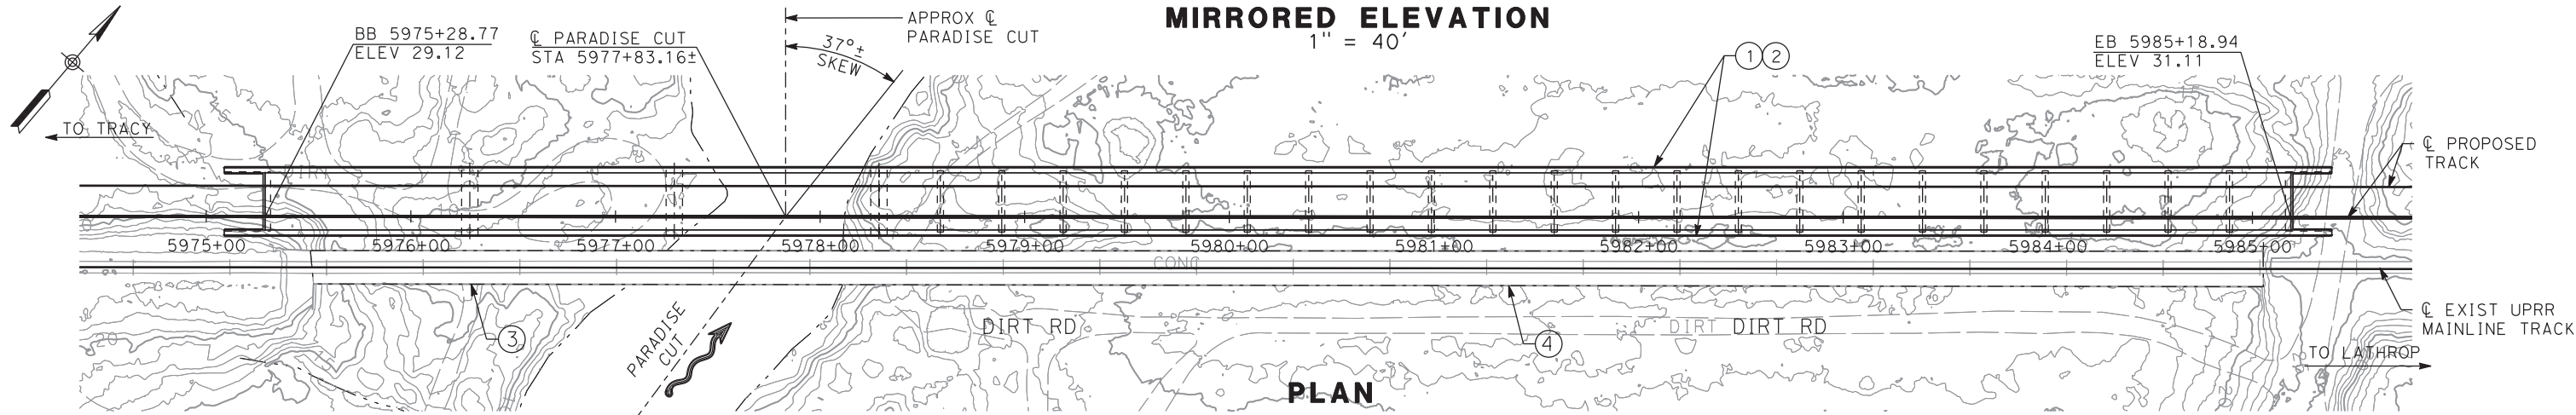 MIRRORED ELEVATION
1" = 40'
APPROX ℄
PARADISE CUT
BB 5975+28.77
ELEV 29.12
℄ PARADISE CUT
STA 5977+83.16±
37°±
SKEW
1 2
EB 5985+18.94
ELEV 31.11
TO TRACY
℄ PROPOSED
TRACK
DIRT
5975+00 5976+00 5977+00 5978+00 5979+00 5980+00 5981+00 5982+00 5983+00 5984+00 5985+00
CONC
℄ EXIST UPRR
MAINLINE TRACK
3
4
DIRT RD
DIRT DIRT RD
20
PARADISE
CUT
TO LATHROP
PLAN